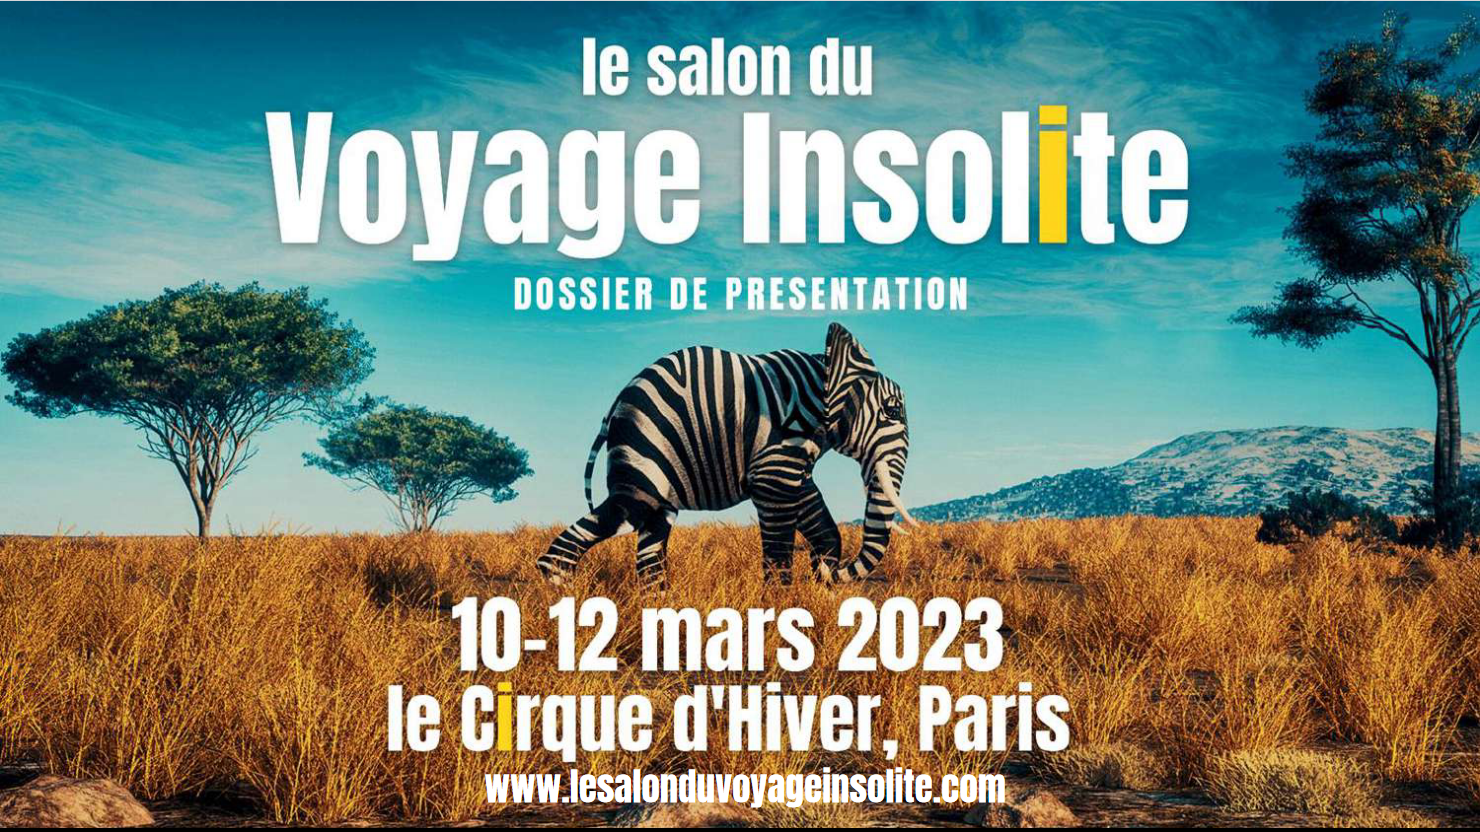 le salon du
Voyage Insolite
DOSSIER DE PRESENTATION
10-12 mars 2023
le Cirque d'Hiver, Paris
www.lesalonduvoyageinsolite.com